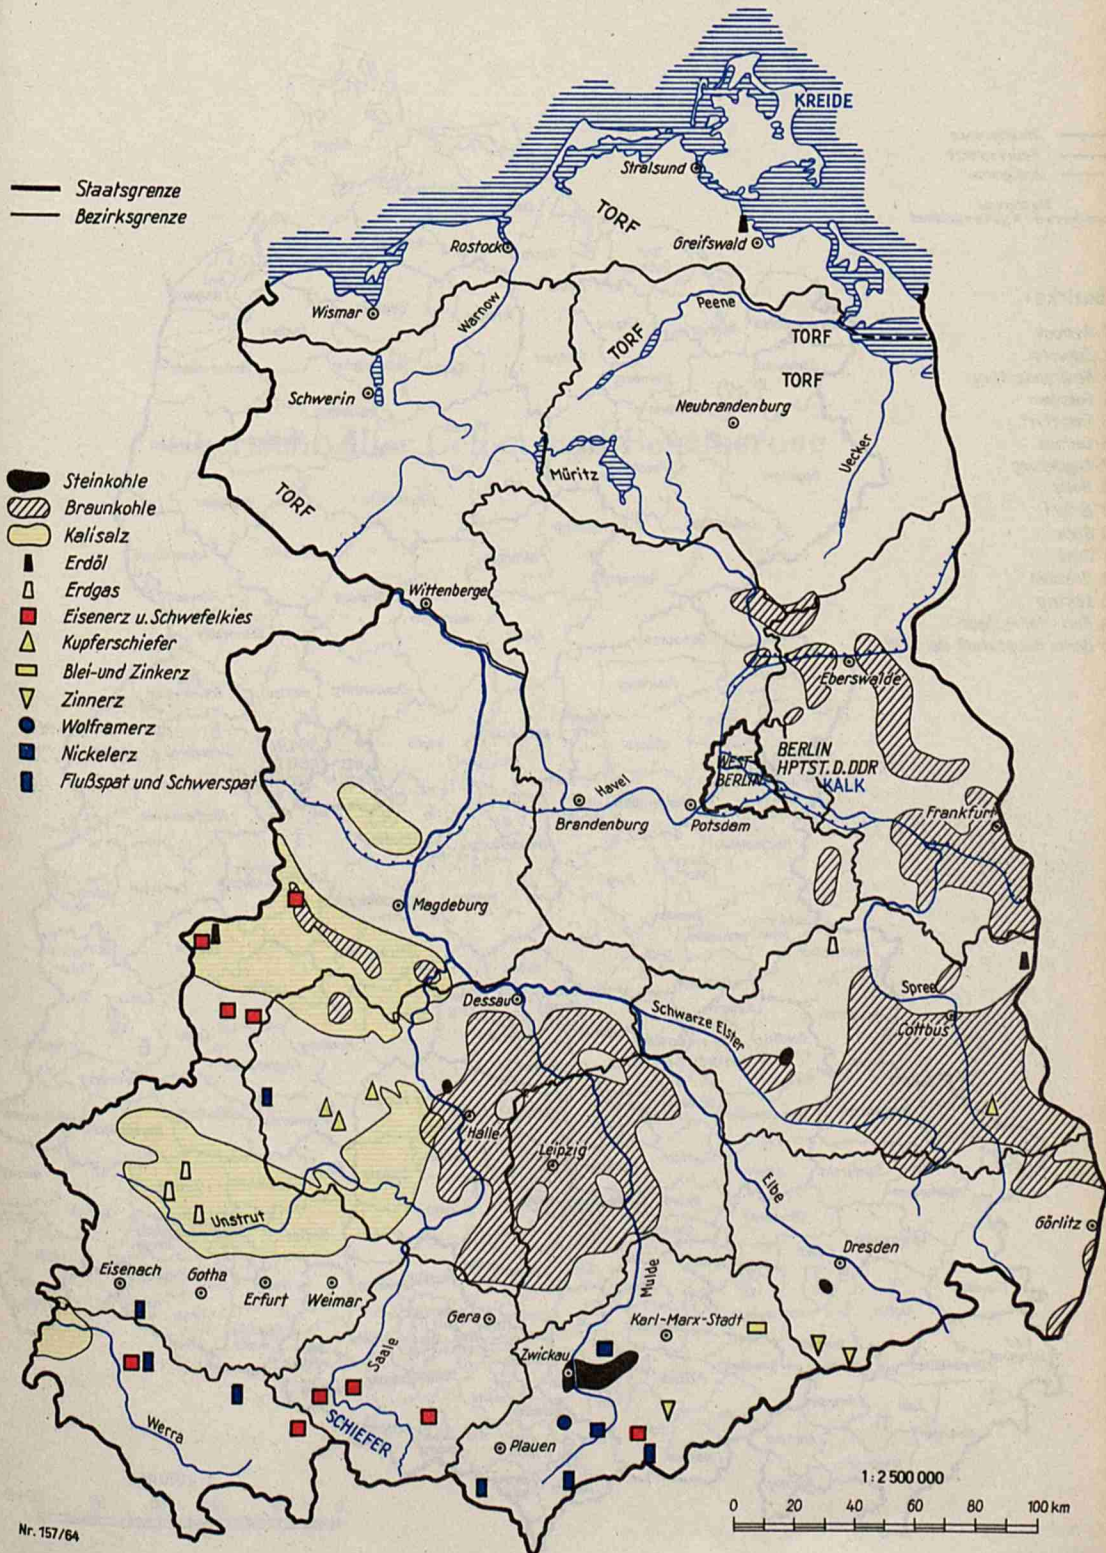 KREIDE
Stralsund
Staatsgrenze
Bezirksgrenze
TORF
Rostock
Greifswald
Wismar
Warnow
Peene
TORF
TORF
TORF
Schwerin
Neubrandenburg
Uecker
Müritz
TORF
Steinkohle
Braunkohle
Kalisalz
Erdöl
Erdgas
Eisenerz u. Schwefelkies
Kupferschiefer
Blei- und Zinkerz
Zinnerz
Wolframerz
Nickelerz
Flußspat und Schwerspat
Wittenberge
Eberswalde
BERLIN
HPTST. D. DDR
WEST
BERLIN
KALK
Havel
Brandenburg
Potsdam
Frankfurt
Magdeburg
Dessau
Schwarze Elster
Spree
Cottbus
Halle
Leipzig
Elbe
Unstrut
Görlitz
Dresden
Eisenach
Gotha
Erfurt
Weimar
Gera
Mulde
Karl-Marx-Stadt
Saale
Zwickau
Werra
SCHIEFER
Plauen
1:2 500 000
0 20 40 60 80 100 km
Nr. 157/64